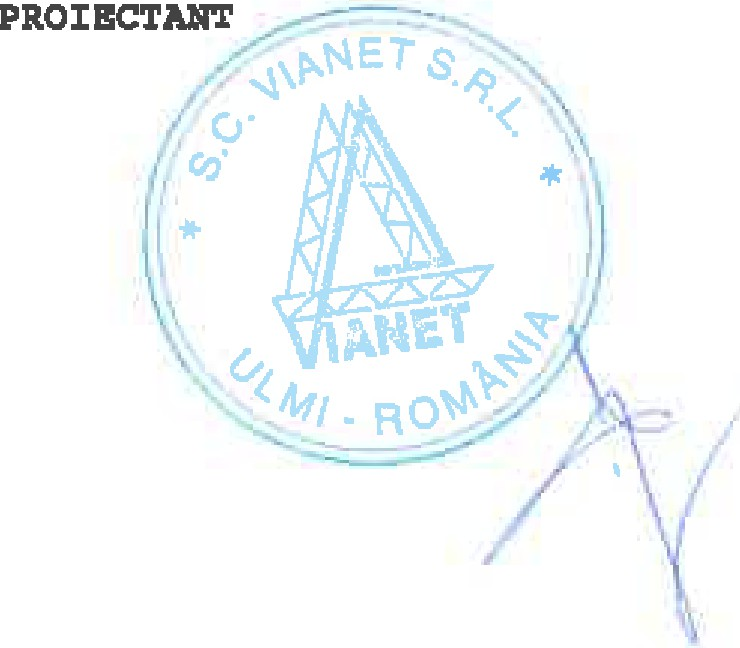 PROIECTANT
* S.C. VIANET S.R.L. *
VIANET
ULMI - ROMÂNIA